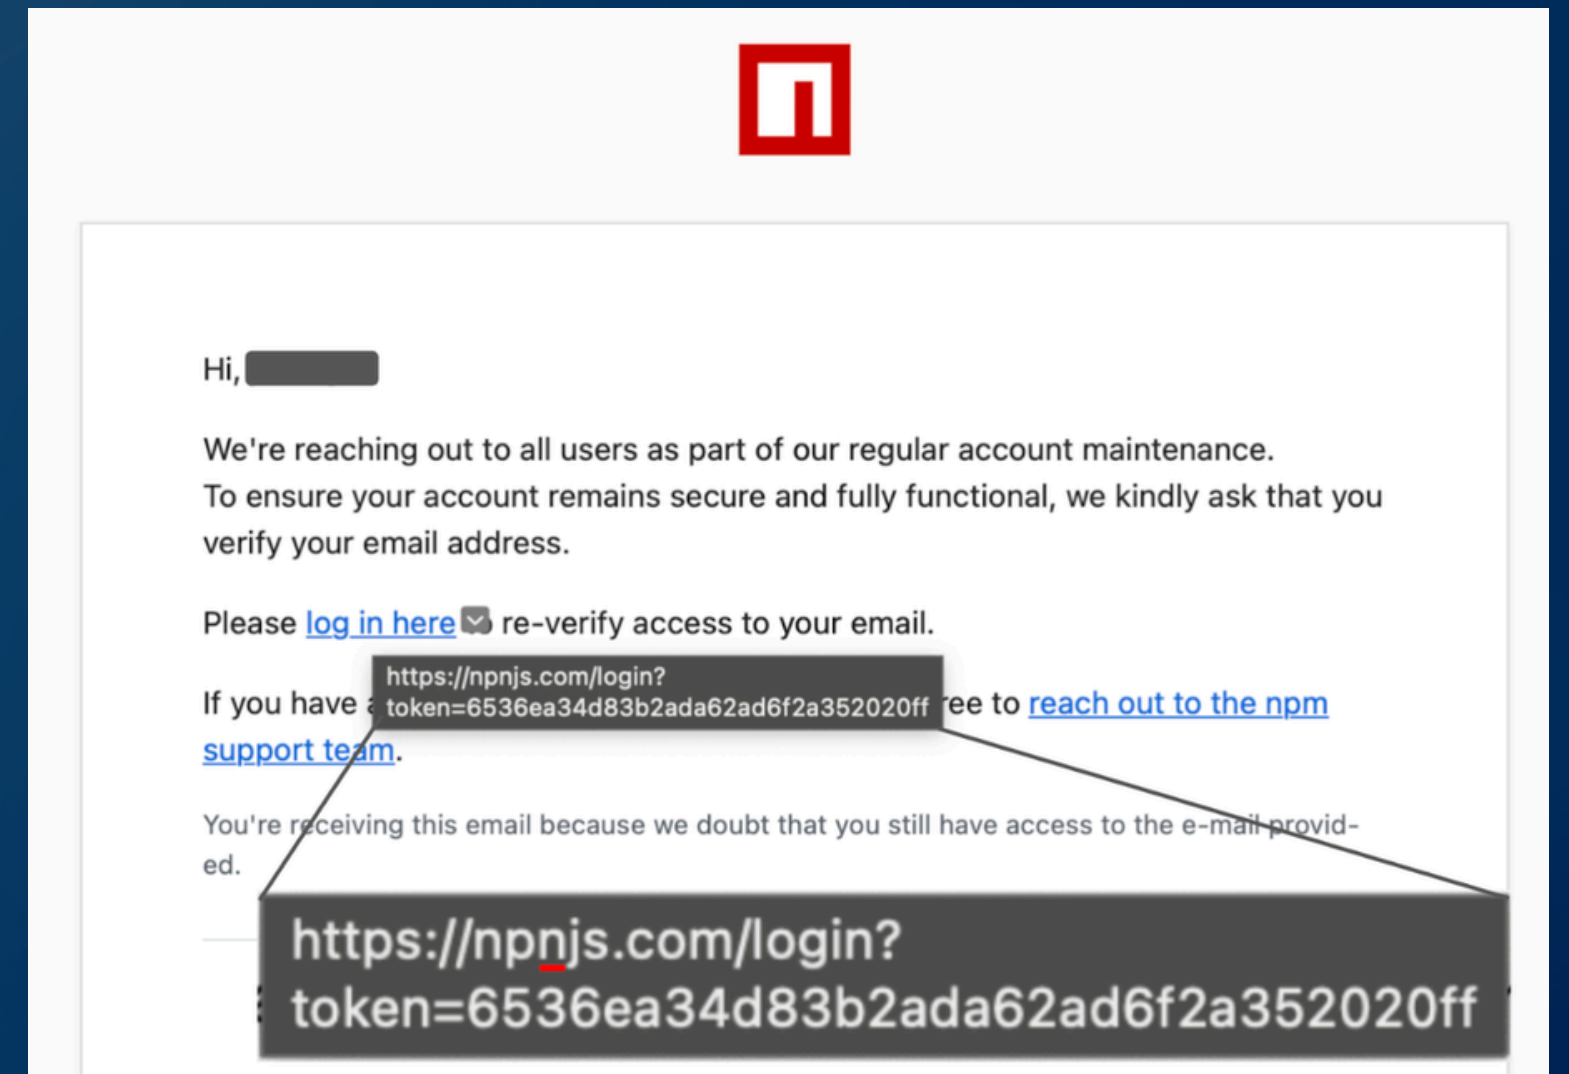 Hi,
We're reaching out to all users as part of our regular account maintenance.
To ensure your account remains secure and fully functional, we kindly ask that you
verify your email address.
Please log in here re-verify access to your email.
https://npnjs.com/login?
token=6536ea34d83b2ada62ad6f2a352020ff
If you have ree to reach out to the npm
support team.
You're receiving this email because we doubt that you still have access to the e-mail provid-
ed.
https://npnjs.com/login?
token=6536ea34d83b2ada62ad6f2a352020ff